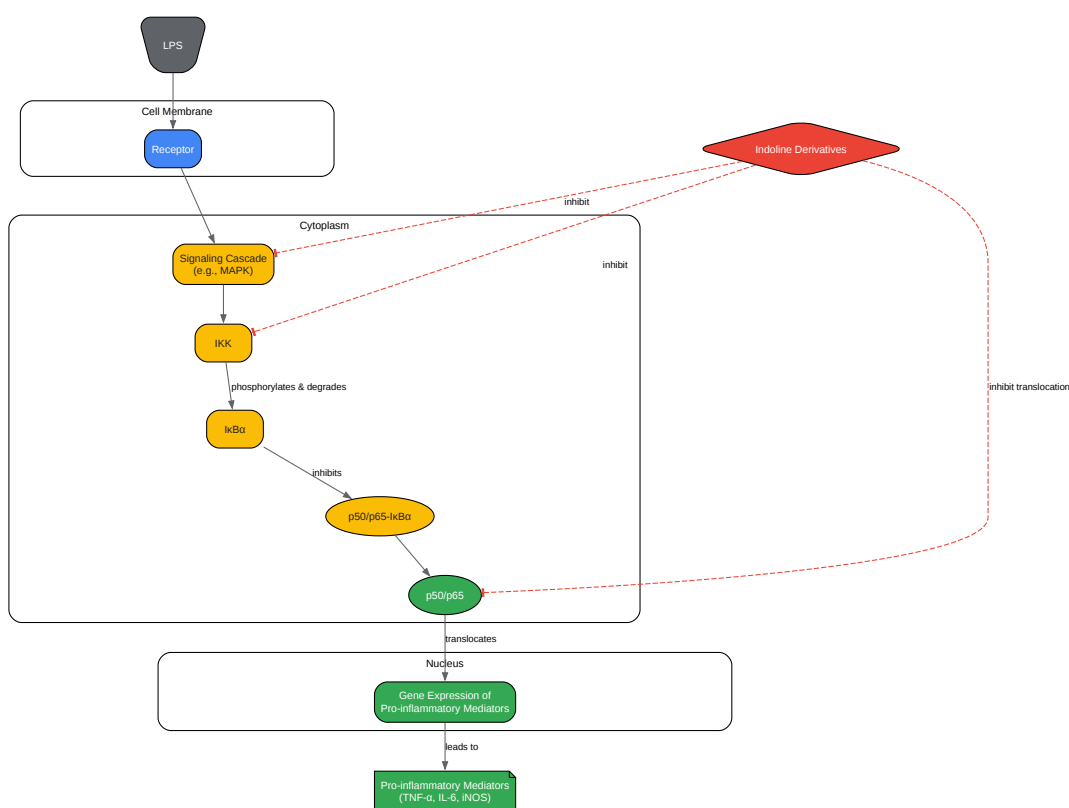 LPS
Cell Membrane
Receptor
Indoline Derivatives
inhibit
Cytoplasm
Signaling Cascade
(e.g., MAPK)
inhibit
IKK
phosphorylates & degrades
inhibit translocation
IκBα
inhibits
p50/p65-IκBα
p50/p65
translocates
Nucleus
Gene Expression of
Pro-inflammatory Mediators
leads to
Pro-inflammatory Mediators
(TNF-α, IL-6, iNOS)